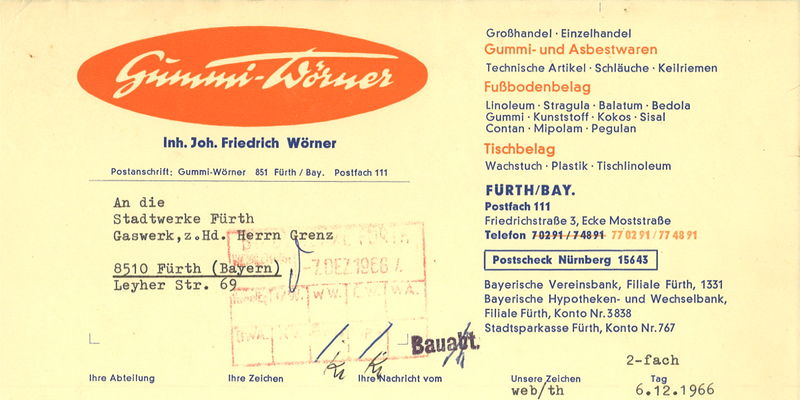 Gummi-Wörner
Inh. Joh. Friedrich Wörner
Postanschrift: Gummi-Wörner 851 Fürth / Bay. Postfach 111
An die
Stadtwerke Fürth
Gaswerk,z.Hd. Herrn Grenz
8510 Fürth (Bayern)
Leyher Str. 69
-7.DEZ.1966
WW.
W.A.
Bauabt.
Großhandel · Einzelhandel
Gummi- und Asbestwaren
Technische Artikel · Schläuche · Keilriemen
Fußbodenbelag
Linoleum · Stragula · Balatum · Bedola
Gummi · Kunststoff · Kokos · Sisal
Contan · Mipolam · Pegulan
Tischbelag
Wachstuch · Plastik · Tischlinoleum
FÜRTH/BAY.
Postfach 111
Friedrichstraße 3, Ecke Moststraße
Telefon 70291 / 74891 770291 / 774891
Postscheck Nürnberg 15643
Bayerische Vereinsbank, Filiale Fürth, 1331
Bayerische Hypotheken- und Wechselbank,
Filiale Fürth, Konto Nr. 3838
Stadtsparkasse Fürth, Konto Nr. 767
2-fach
Ihre Abteilung Ihre Zeichen Ihre Nachricht vom Unsere Zeichen Tag
web/th 6.12.1966